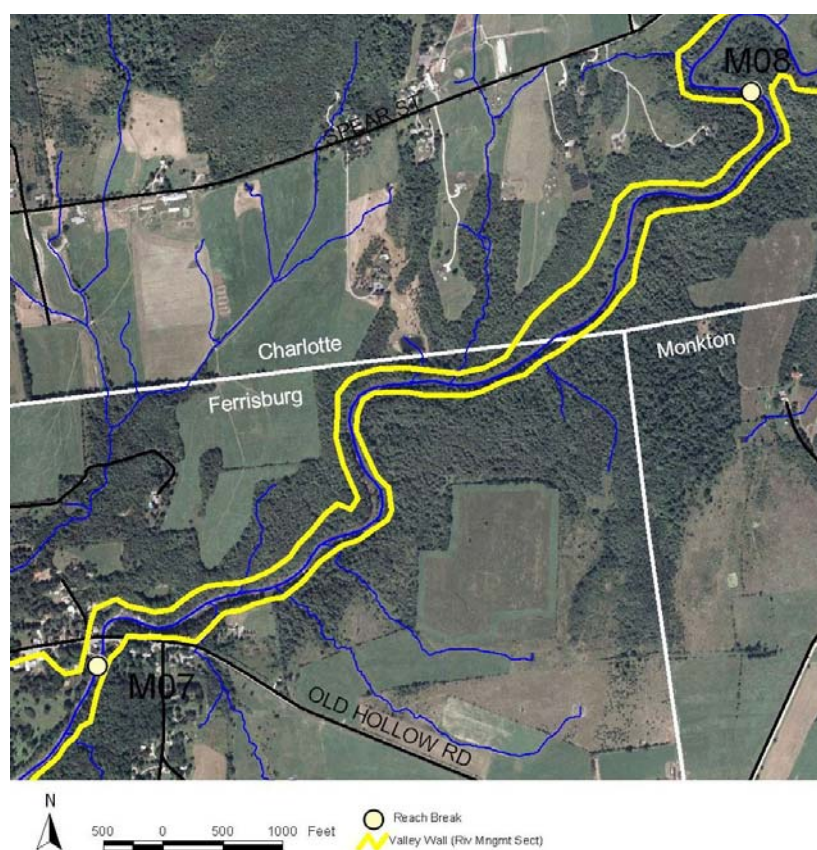 M08
SPEAR ST
Charlotte
Monkton
Ferrisburg
M07
OLD HOLLOW RD
N
500 0 500 1000 Feet
Reach Break
Valley Wall (Riv Mngmt Sect)